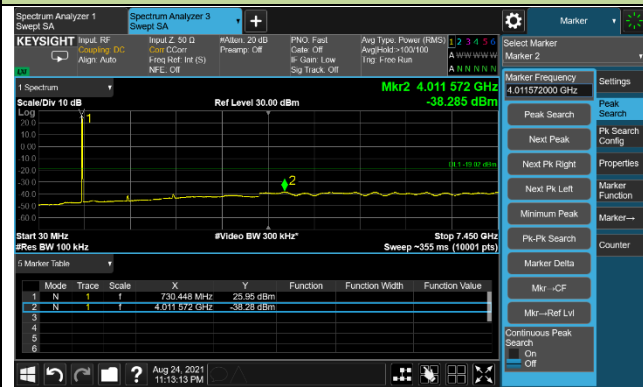 Spectrum Analyzer 1
Swept SA
Spectrum Analyzer 3
Swept SA
Marker
KEYSIGHT
Input: RF
Coupling: DC
Align: Auto
Input Z: 50 Ω
Corr CCorr
Freq Ref: Int (S)
NFE: Off
#Atten: 20 dB
Preamp: Off
PNO: Fast
Gate: Off
IF Gain: Low
Sig Track: Off
Avg Type: Power (RMS)
Avg|Hold:>100/100
Trig: Free Run
1 2 3 4 5 6
A W W W W W
A N N N N N
LXI
Select Marker
Marker 2
1 Spectrum
Scale/Div 10 dB
Ref Level 30.00 dBm
Mkr2 4.011 572 GHz
-38.285 dBm
Log
20.0
10.0
0.00
-10.0
-20.0
-30.0
-40.0
-50.0
-60.0
1
2
DL1 -19.02 dBm
Start 30 MHz
#Res BW 100 kHz
#Video BW 300 kHz*
Stop 7.450 GHz
Sweep ~355 ms (10001 pts)
5 Marker Table
Mode Trace Scale X Y Function Function Width Function Value
1 N 1 f 730.448 MHz 25.95 dBm
2 N 1 f 4.011 572 GHz -38.28 dBm
3
4
5
6
Marker Frequency
4.011572000 GHz
Peak Search
Next Peak
Next Pk Right
Next Pk Left
Minimum Peak
Pk-Pk Search
Marker Delta
Mkr→CF
Mkr→Ref Lvl
Continuous Peak
Search
On
Off
Settings
Peak
Search
Pk Search
Config
Properties
Marker
Function
Marker→
Counter
Aug 24, 2021
11:13:13 PM